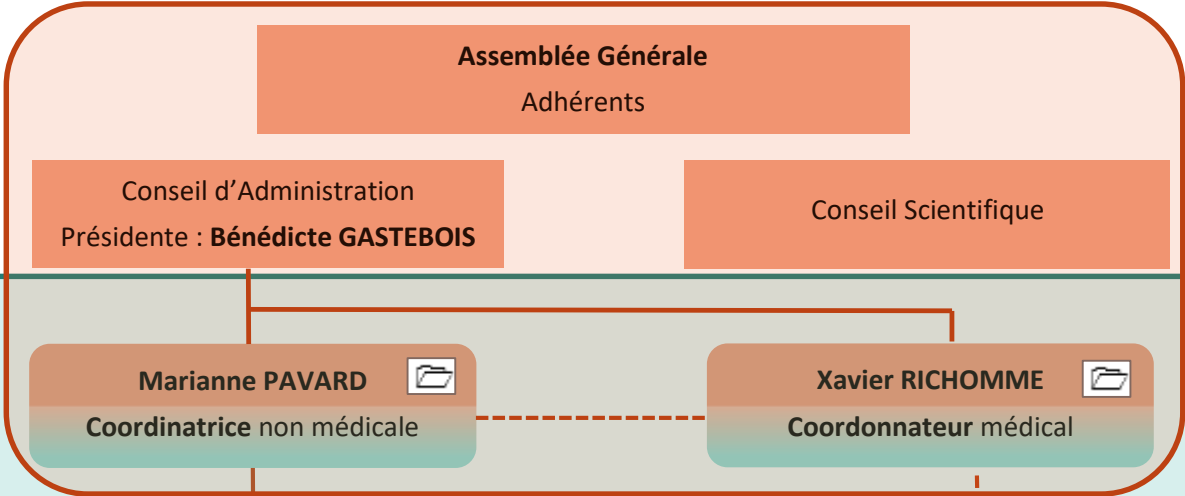 Assemblée Générale
Adhérents
Conseil d’Administration
Présidente : Bénédicte GASTEBOIS
Conseil Scientifique
Marianne PAVARD
Coordinatrice non médicale
Xavier RICHOMME
Coordonnateur médical